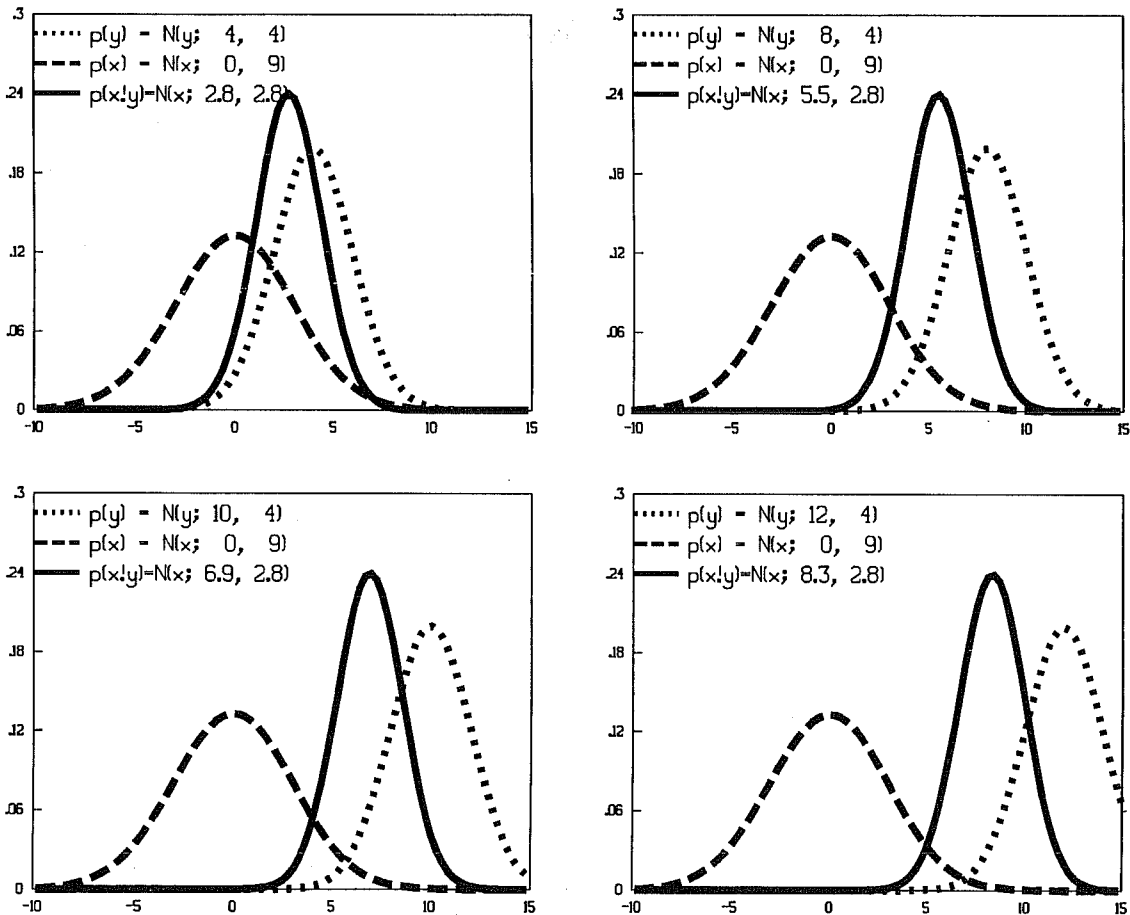 .3
p(y) - N(y; 4, 4)
p(x) - N(x; 0, 9)
p(x!y)=N(x; 2.8, 2.8)
.24
.18
.12
.06
0
-10 -5 0 5 10 15
.3
p(y) - N(y; 8, 4)
p(x) - N(x; 0, 9)
p(x!y)=N(x; 5.5, 2.8)
.24
.18
.12
.06
0
-10 -5 0 5 10 15
.3
p(y) - N(y; 10, 4)
p(x) - N(x; 0, 9)
p(x!y)=N(x; 6.9, 2.8)
.24
.18
.12
.06
0
-10 -5 0 5 10 15
.3
p(y) - N(y; 12, 4)
p(x) - N(x; 0, 9)
p(x!y)=N(x; 8.3, 2.8)
.24
.18
.12
.06
0
-10 -5 0 5 10 15